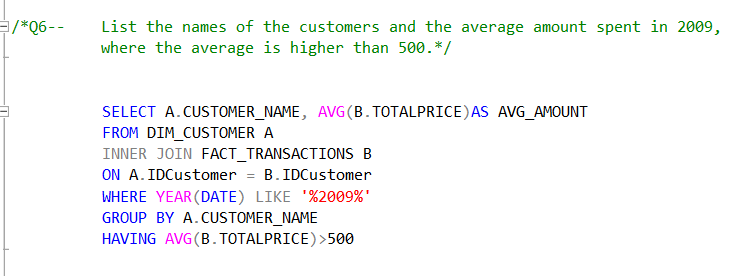 /*Q6-- List the names of the customers and the average amount spent in 2009,
where the average is higher than 500.*/
SELECT A.CUSTOMER_NAME, AVG(B.TOTALPRICE)AS AVG_AMOUNT
FROM DIM_CUSTOMER A
INNER JOIN FACT_TRANSACTIONS B
ON A.IDCustomer = B.IDCustomer
WHERE YEAR(DATE) LIKE '%2009%'
GROUP BY A.CUSTOMER_NAME
HAVING AVG(B.TOTALPRICE)>500